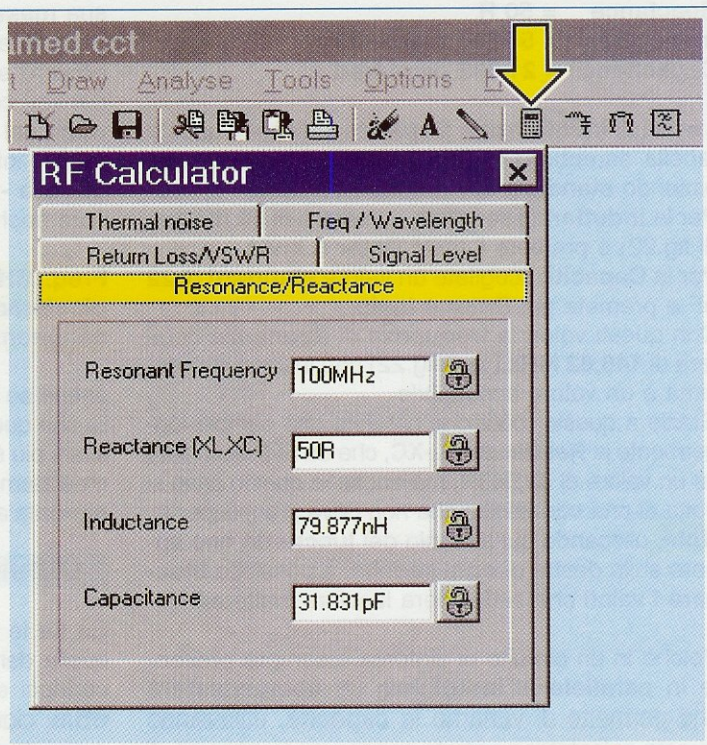 amed.cct
t Draw Analyse Tools Options H
A
RF Calculator
Thermal noise Freq / Wavelength
Return Loss/VSWR Signal Level
Resonance/Reactance
Resonant Frequency 100MHz
Reactance (XL,XC) 50R
Inductance 79.877nH
Capacitance 31.831pF